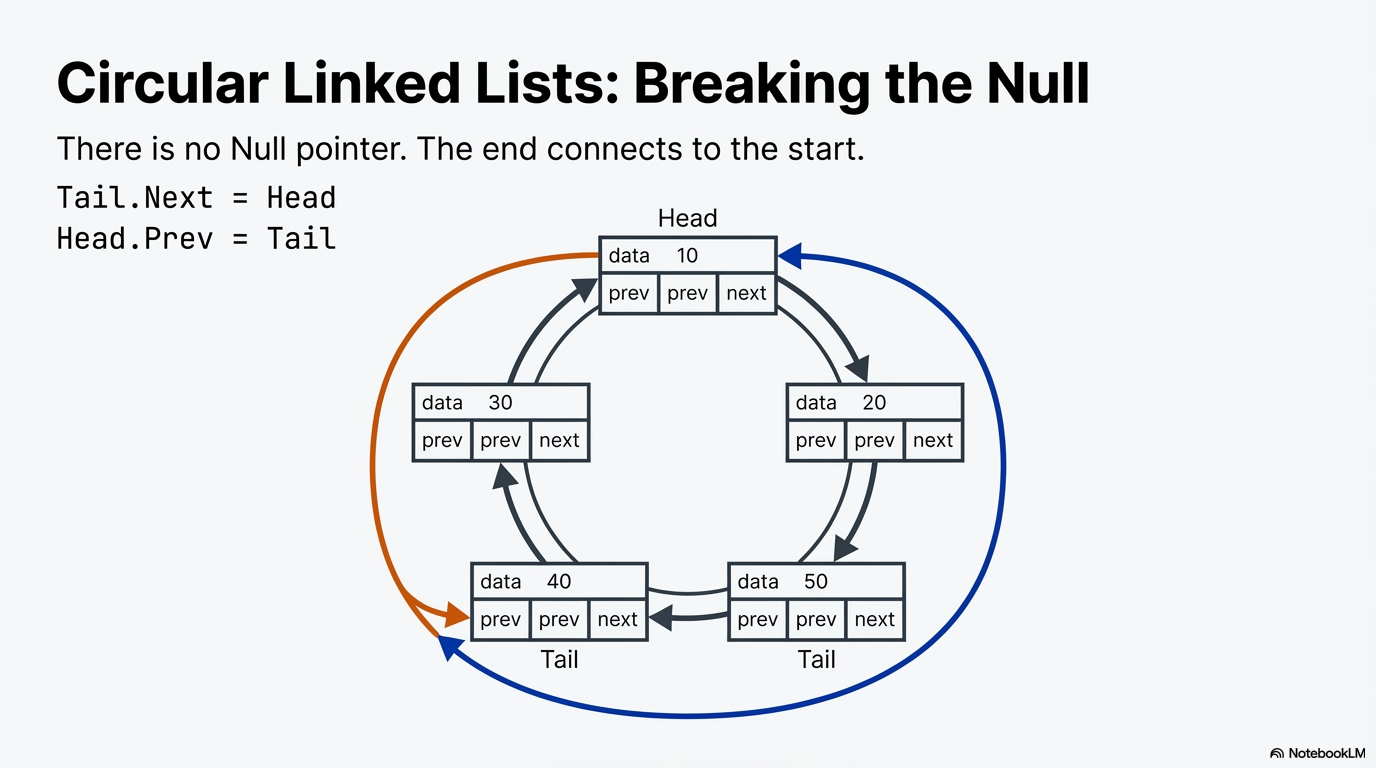 Circular Linked Lists: Breaking the Null
There is no Null pointer. The end connects to the start.
Tail.Next = Head
Head.Prev = Tail
Head
data 10
prev prev next
data 30
prev prev next
data 20
prev prev next
data 40
prev prev next
Tail
data 50
prev prev next
Tail
NotebookLM